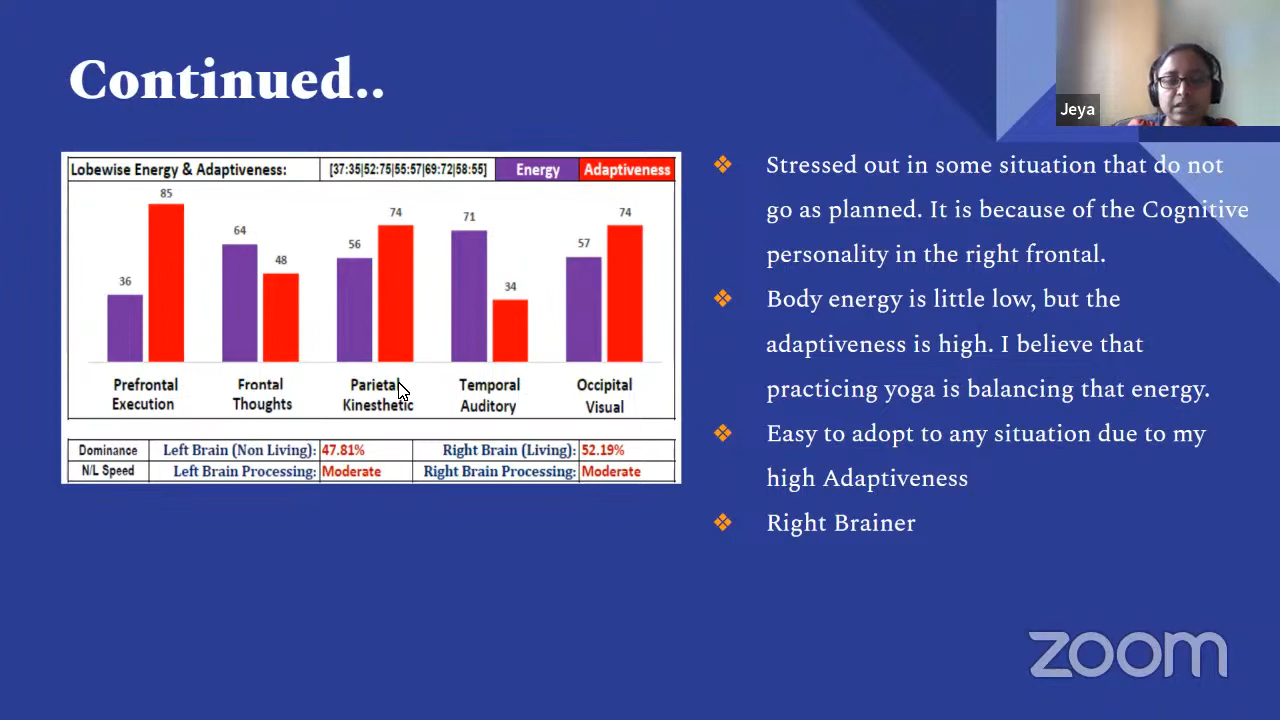 Continued..
Jeya
Lobewise Energy & Adaptiveness: [37:35|52:75|55:57|69:72|58:55] Energy Adaptiveness
36 85 64 48 56 74 71 34 57 74
Prefrontal Frontal Parietal Temporal Occipital
Execution Thoughts Kinesthetic Auditory Visual
Dominance Left Brain (Non Living): 47.81% Right Brain (Living): 52.19%
N/L Speed Left Brain Processing: Moderate Right Brain Processing: Moderate
❖ Stressed out in some situation that do not
go as planned. It is because of the Cognitive
personality in the right frontal.
❖ Body energy is little low, but the
adaptiveness is high. I believe that
practicing yoga is balancing that energy.
❖ Easy to adopt to any situation due to my
high Adaptiveness
❖ Right Brainer
zoom